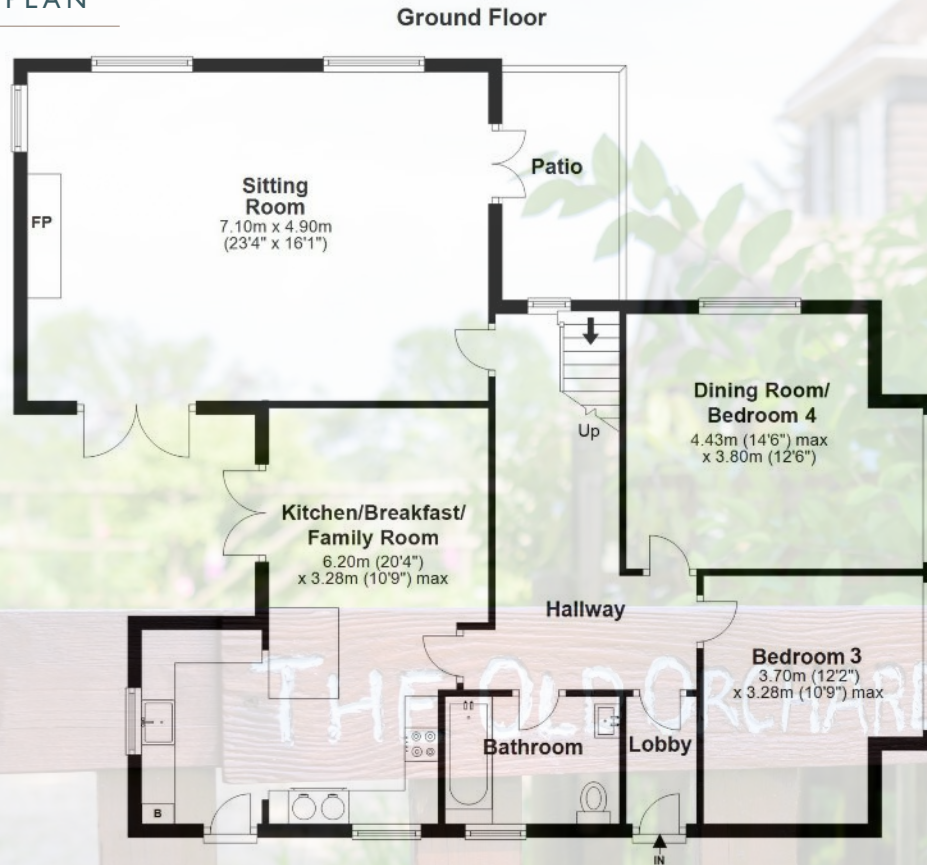 PLAN
Ground Floor
Sitting
Room
7.10m x 4.90m
(23'4" x 16'1")
FP
Patio
Up
Dining Room/
Bedroom 4
4.43m (14'6") max
x 3.80m (12'6")
Kitchen/Breakfast/
Family Room
6.20m (20'4")
x 3.28m (10'9") max
Hallway
Bedroom 3
3.70m (12'2")
x 3.28m (10'9") max
THE OLD ORCHARD
Bathroom
Lobby
B
IN